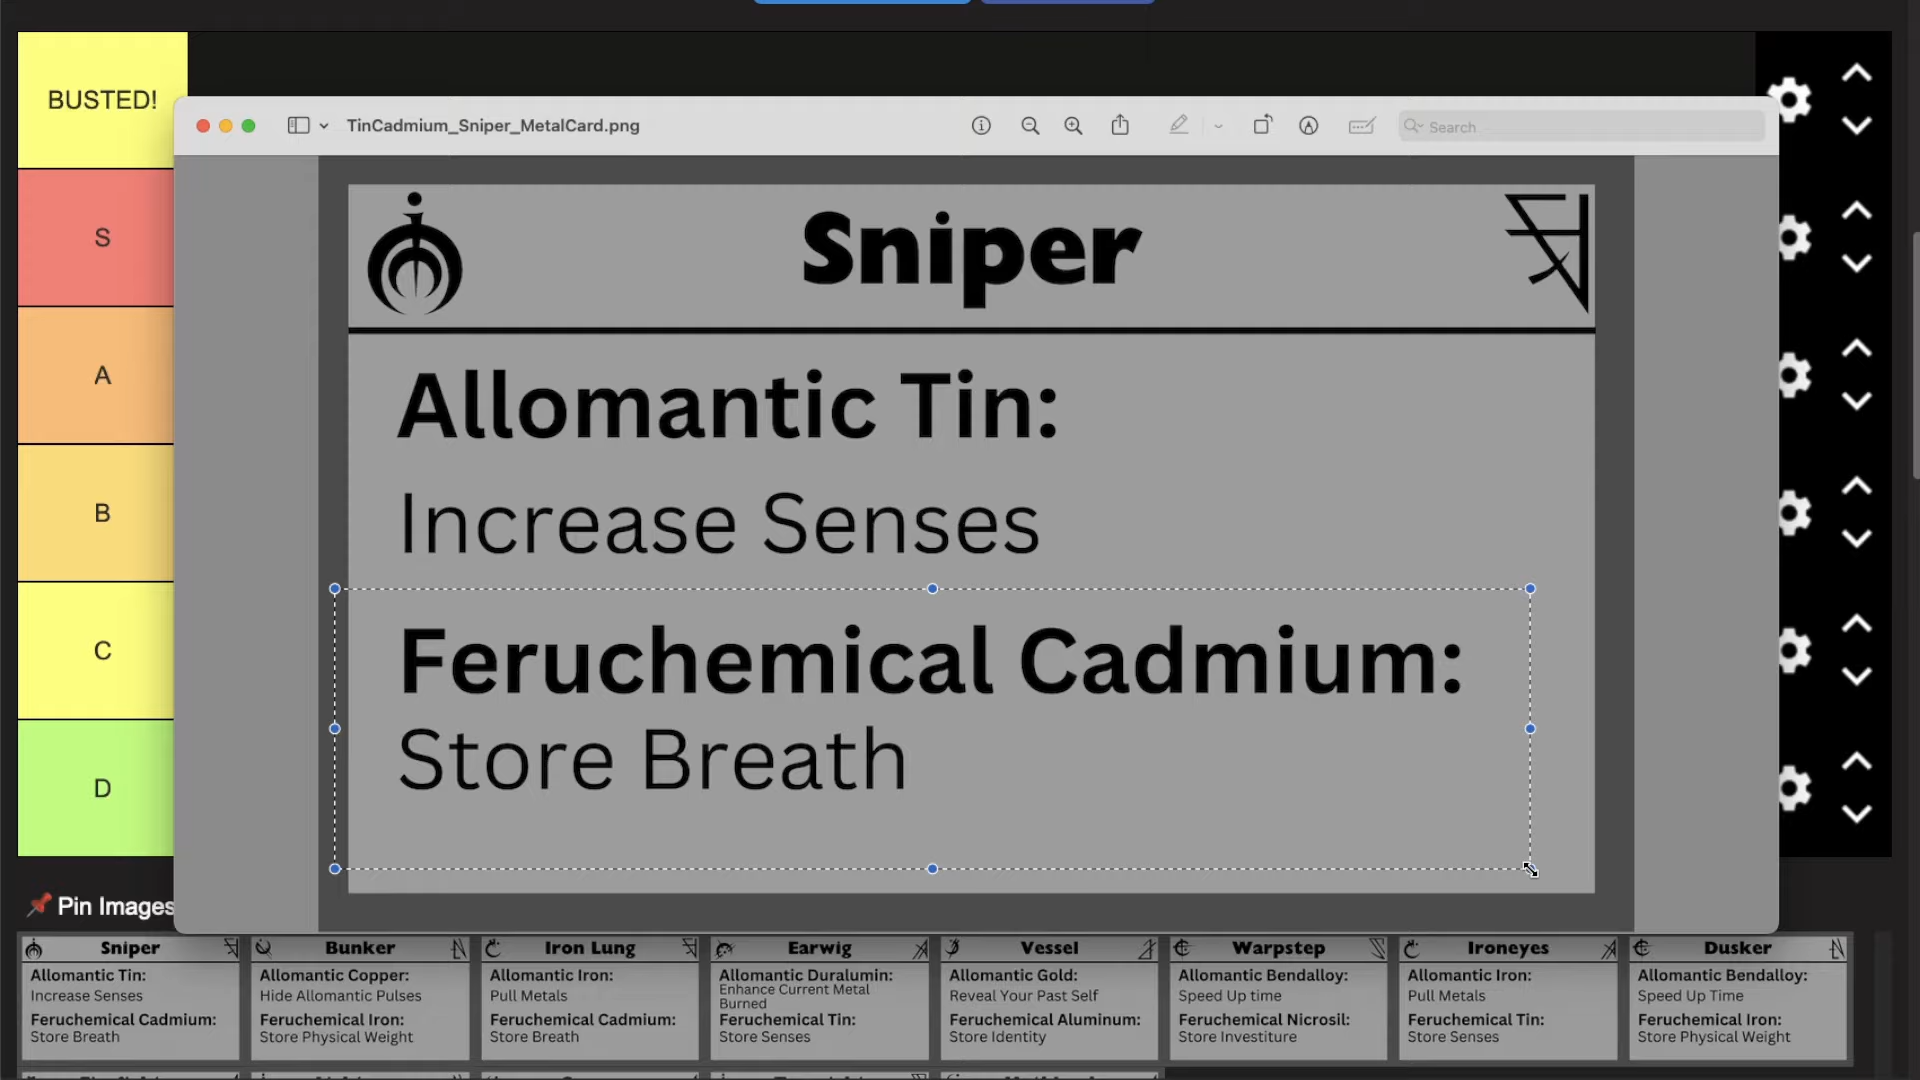 BUSTED!
TinCadmium_Sniper_MetalCard.png
Search
S
A
B
C
D
Sniper
Allomantic Tin:
Increase Senses
Feruchemical Cadmium:
Store Breath
📌 Pin Images
Sniper
Allomantic Tin:
Increase Senses
Feruchemical Cadmium:
Store Breath
Bunker
Allomantic Copper:
Hide Allomantic Pulses
Feruchemical Iron:
Store Physical Weight
Iron Lung
Allomantic Iron:
Pull Metals
Feruchemical Cadmium:
Store Breath
Earwig
Allomantic Duralumin:
Enhance Current Metal
Burned
Feruchemical Tin:
Store Senses
Vessel
Allomantic Gold:
Reveal Your Past Self
Feruchemical Aluminum:
Store Identity
Warpstep
Allomantic Bendalloy:
Speed Up time
Feruchemical Nicrosil:
Store Investiture
Ironeyes
Allomantic Iron:
Pull Metals
Feruchemical Tin:
Store Senses
Dusker
Allomantic Bendalloy:
Speed Up Time
Feruchemical Iron:
Store Physical Weight